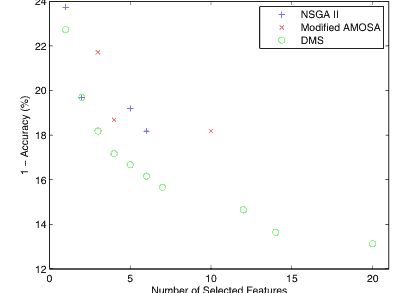 24
22
20
18
16
14
12
1 − Accuracy (%)
NSGA II
Modified AMOSA
DMS
0 5 10 15 20
Number of Selected Features